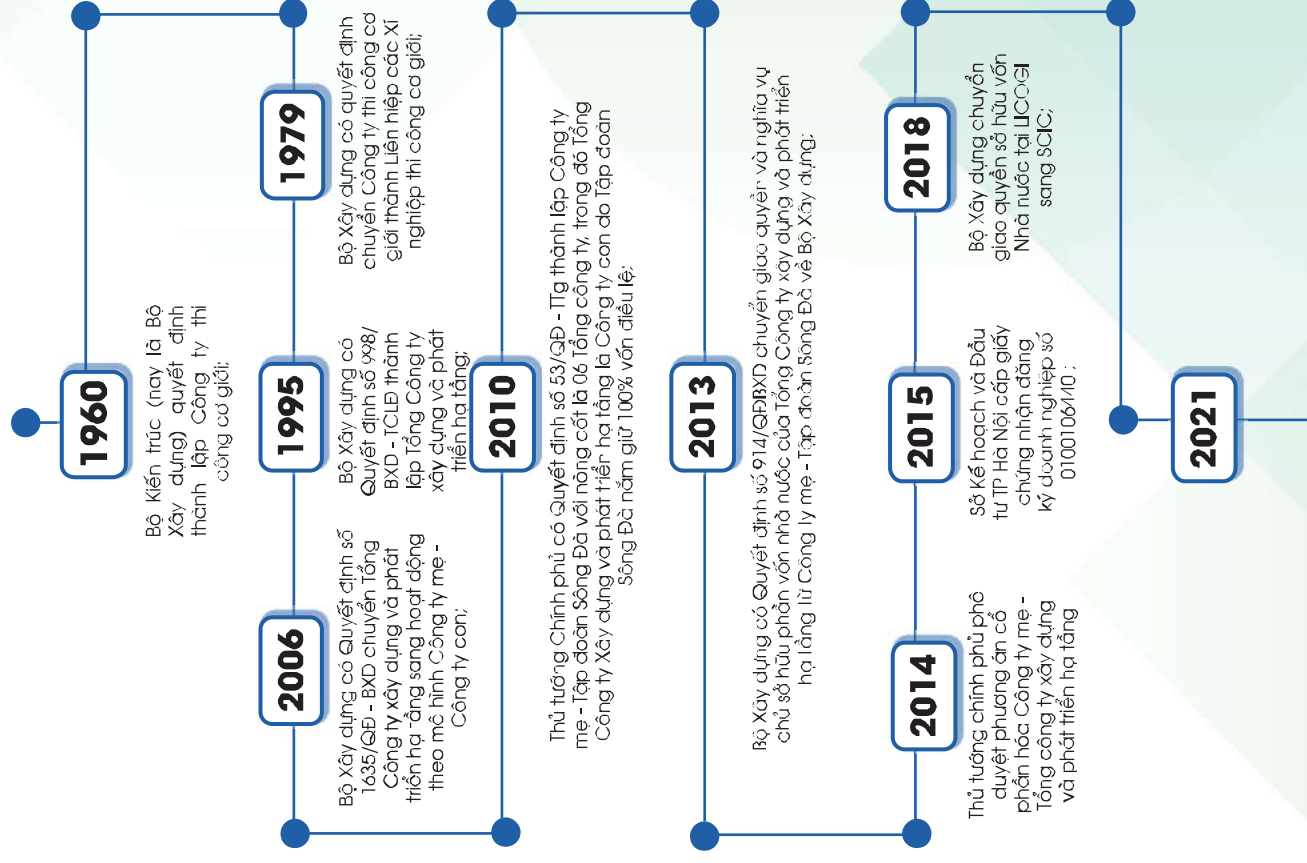 1960
Bộ Kiến trúc (nay là Bộ
Xây dựng) quyết định
thành lập Công ty thi
công cơ giới;
1979
Bộ Xây dựng có quyết định
chuyển Công ty thi công cơ
giới thành Liên hiệp các Xí
nghiệp thi công cơ giới;
1995
Bộ Xây dựng có
Quyết định số 998/
BXD - TCLĐ thành
lập Tổng Công ty
xây dựng và phát
triển hạ tầng;
2006
Bộ Xây dựng có Quyết định số
1635/QĐ - BXD chuyển Tổng
Công ty xây dựng và phát
triển hạ tầng sang hoạt động
theo mô hình Công ty mẹ -
Công ty con;
2010
Thủ tướng Chính phủ có Quyết định số 53/QĐ - TTg thành lập Công ty
mẹ - Tập đoàn Sông Đà với nòng cốt là 06 Tổng công ty, trong đó Tổng
Công ty Xây dựng và phát triển hạ tầng là Công ty con do Tập đoàn
Sông Đà nắm giữ 100% vốn điều lệ;
2013
Bộ Xây dựng có Quyết định số 914/QĐBXD chuyển giao quyền và nghĩa vụ
chủ sở hữu phần vốn nhà nước của Tổng Công ty xây dựng và phát triển
hạ tầng từ Công ty mẹ - Tập đoàn Sông Đà về Bộ Xây dựng;
2014
Thủ tướng chính phủ phê
duyệt phương án cổ
phần hóa Công ty mẹ -
Tổng công ty xây dựng
và phát triển hạ tầng
2015
Sở Kế hoạch và Đầu
tư TP Hà Nội cấp giấy
chứng nhận đăng
ký doanh nghiệp số
;
2018
Bộ Xây dựng chuyển
giao quyền sở hữu vốn
Nhà nước tại LICOGI
sang SCIC;
2021